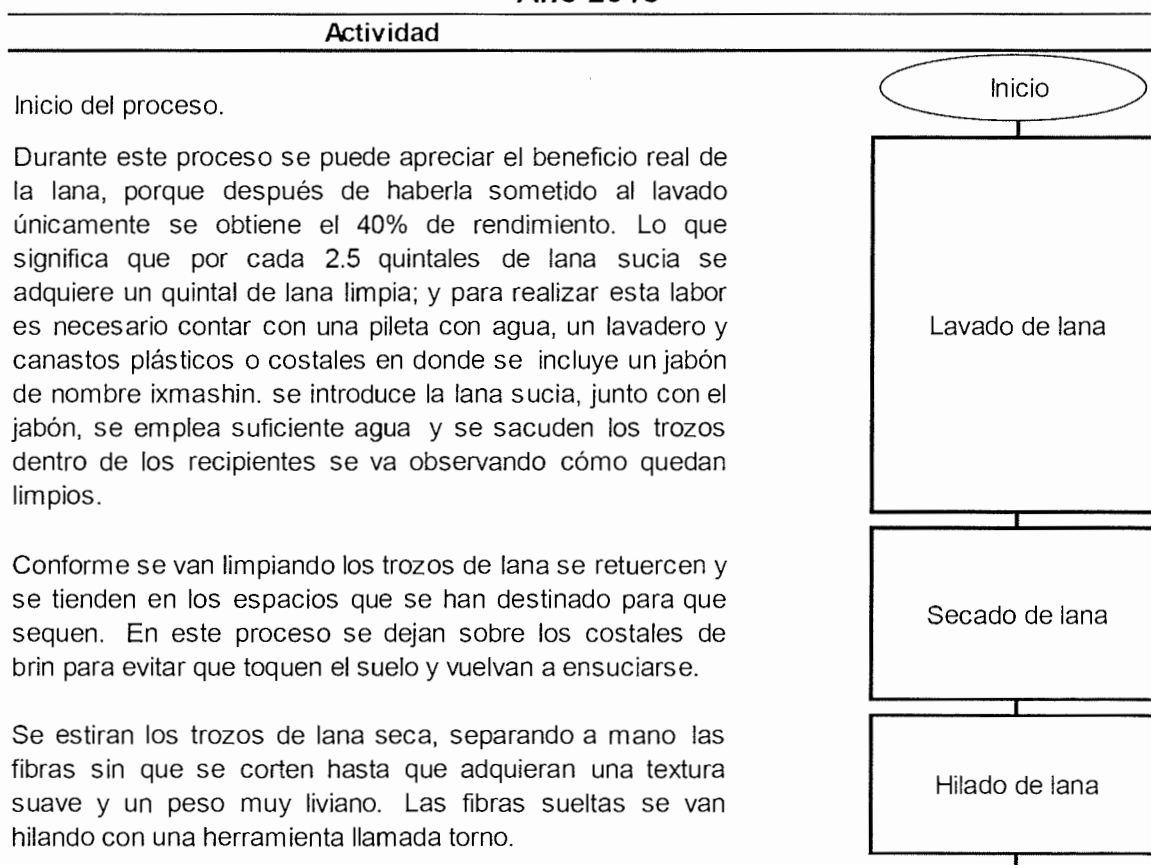 Actividad
Inicio del proceso.
Inicio
Durante este proceso se puede apreciar el beneficio real de
la lana, porque después de haberla sometido al lavado
únicamente se obtiene el 40% de rendimiento. Lo que
significa que por cada 2.5 quintales de lana sucia se
adquiere un quintal de lana limpia; y para realizar esta labor
es necesario contar con una pileta con agua, un lavadero y
canastos plásticos o costales en donde se incluye un jabón
de nombre ixmashin. se introduce la lana sucia, junto con el
jabón, se emplea suficiente agua y se sacuden los trozos
dentro de los recipientes se va observando cómo quedan
limpios.
Lavado de lana
Conforme se van limpiando los trozos de lana se retuercen y
se tienden en los espacios que se han destinado para que
sequen. En este proceso se dejan sobre los costales de
brin para evitar que toquen el suelo y vuelvan a ensuciarse.
Secado de lana
Se estiran los trozos de lana seca, separando a mano las
fibras sin que se corten hasta que adquieran una textura
suave y un peso muy liviano. Las fibras sueltas se van
hilando con una herramienta llamada torno.
Hilado de lana